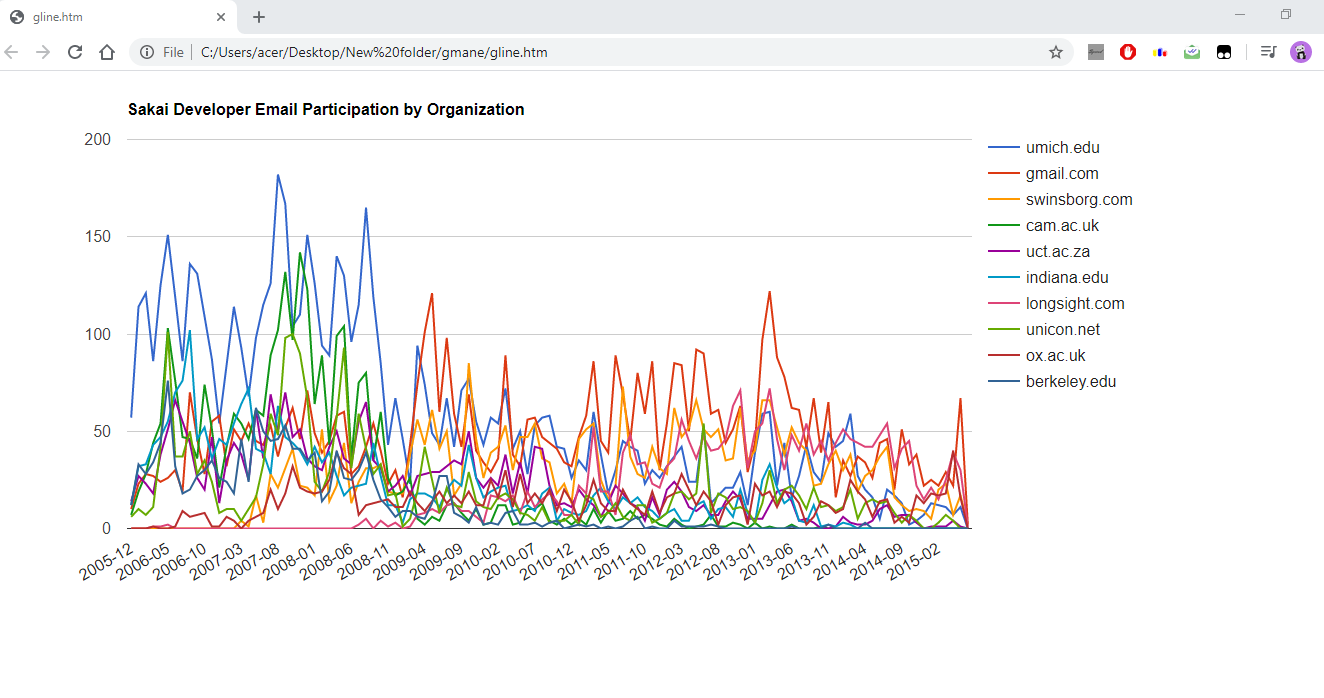 gline.htm
File
C:/Users/acer/Desktop/New%20folder/gmane/gline.htm
Sakai Developer Email Participation by Organization
200
150
100
50
0
umich.edu
gmail.com
swinsborg.com
cam.ac.uk
uct.ac.za
indiana.edu
longsight.com
unicon.net
ox.ac.uk
berkeley.edu
2005-12
2006-05
2006-10
2007-03
2007-08
2008-01
2008-06
2008-11
2009-04
2009-09
2010-02
2010-07
2010-12
2011-05
2011-10
2012-03
2012-08
2013-01
2013-06
2013-11
2014-04
2014-09
2015-02